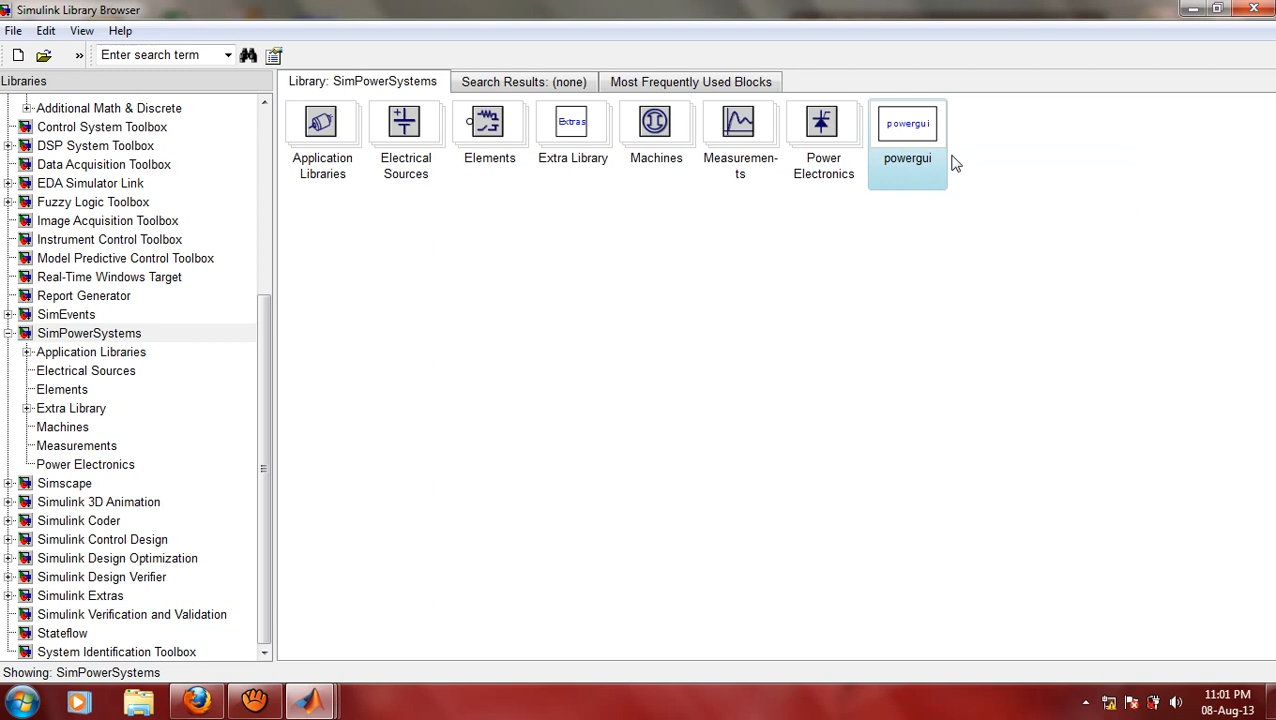 Simulink Library Browser
File Edit View Help
» Enter search term
Libraries
Library: SimPowerSystems Search Results: (none) Most Frequently Used Blocks
Additional Math & Discrete
Control System Toolbox
DSP System Toolbox
Data Acquisition Toolbox
EDA Simulator Link
Fuzzy Logic Toolbox
Image Acquisition Toolbox
Instrument Control Toolbox
Model Predictive Control Toolbox
Real-Time Windows Target
Report Generator
SimEvents
SimPowerSystems
Application Libraries
Electrical Sources
Elements
Extra Library
Machines
Measurements
Power Electronics
Simscape
Simulink 3D Animation
Simulink Coder
Simulink Control Design
Simulink Design Optimization
Simulink Design Verifier
Simulink Extras
Simulink Verification and Validation
Stateflow
System Identification Toolbox
Extras powergui
Application Electrical Elements Extra Library Machines Measuremen- Power powergui
Libraries Sources ts Electronics
Showing: SimPowerSystems
11:01 PM
08-Aug-13